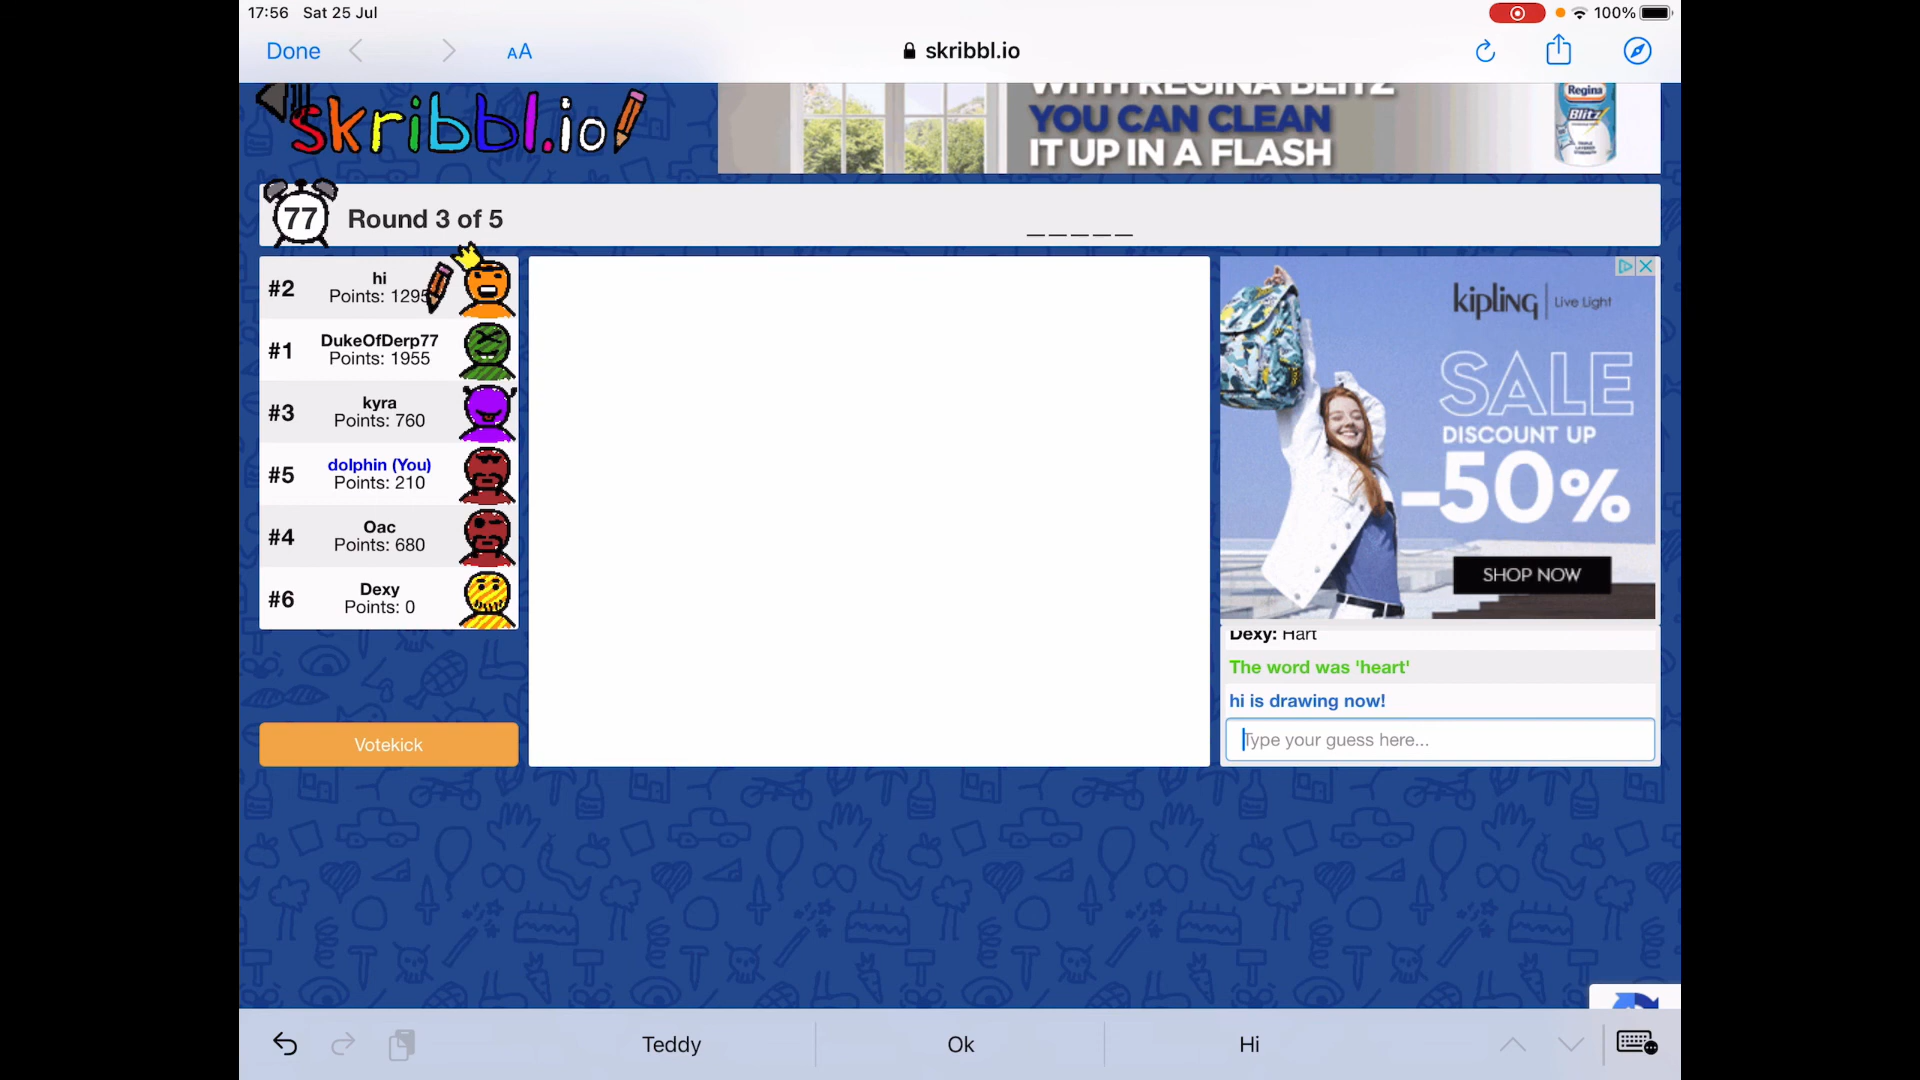 17:56 Sat 25 Jul
100%
Done
AA
skribbl.io
skribbl.io
WITH REGINA BLITZ
YOU CAN CLEAN
IT UP IN A FLASH
Regina
Blitz
77
Round 3 of 5
_ _ _ _ _
#2
hi
Points: 1295
#1
DukeOfDerp77
Points: 1955
#3
kyra
Points: 760
#5
dolphin (You)
Points: 210
#4
Oac
Points: 680
#6
Dexy
Points: 0
Votekick
kipling Live Light
SALE
DISCOUNT UP
-50%
SHOP NOW
Dexy: Hart
The word was 'heart'
hi is drawing now!
Type your guess here...
Teddy
Ok
Hi